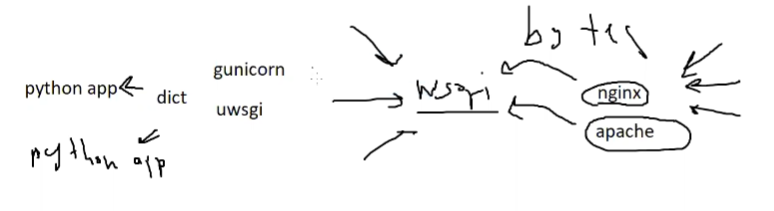 bytes
gunicorn
python app
dict
wsgi
nginx
uwsgi
apache
python app